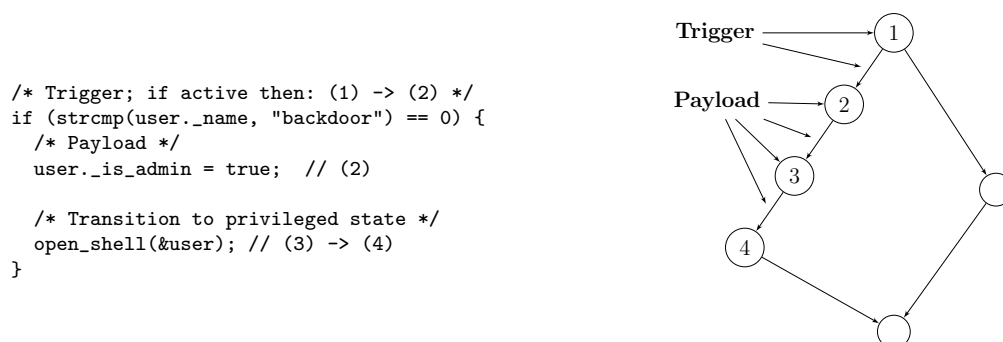 /* Trigger; if active then: (1) -> (2) */
if (strcmp(user._name, "backdoor") == 0) {
  /* Payload */
  user._is_admin = true;  // (2)

  /* Transition to privileged state */
  open_shell(&user); // (3) -> (4)
}
Trigger
1
Payload
2
3
4